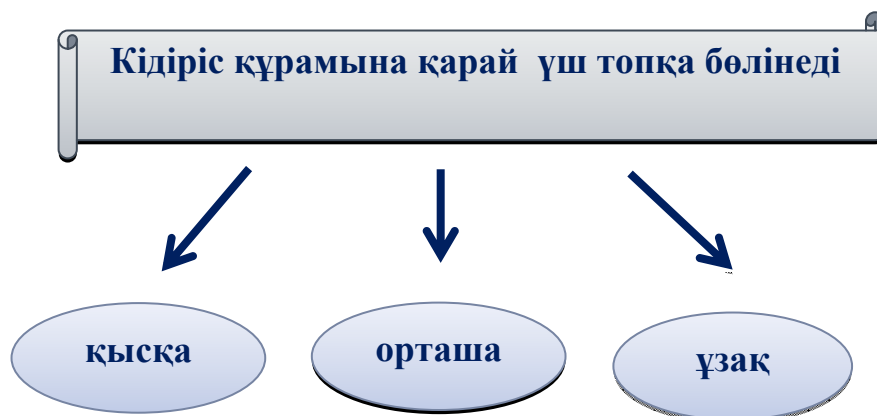 Кідіріс құрамына қарай үш топқа бөлінеді
қысқа орташа ұзақ